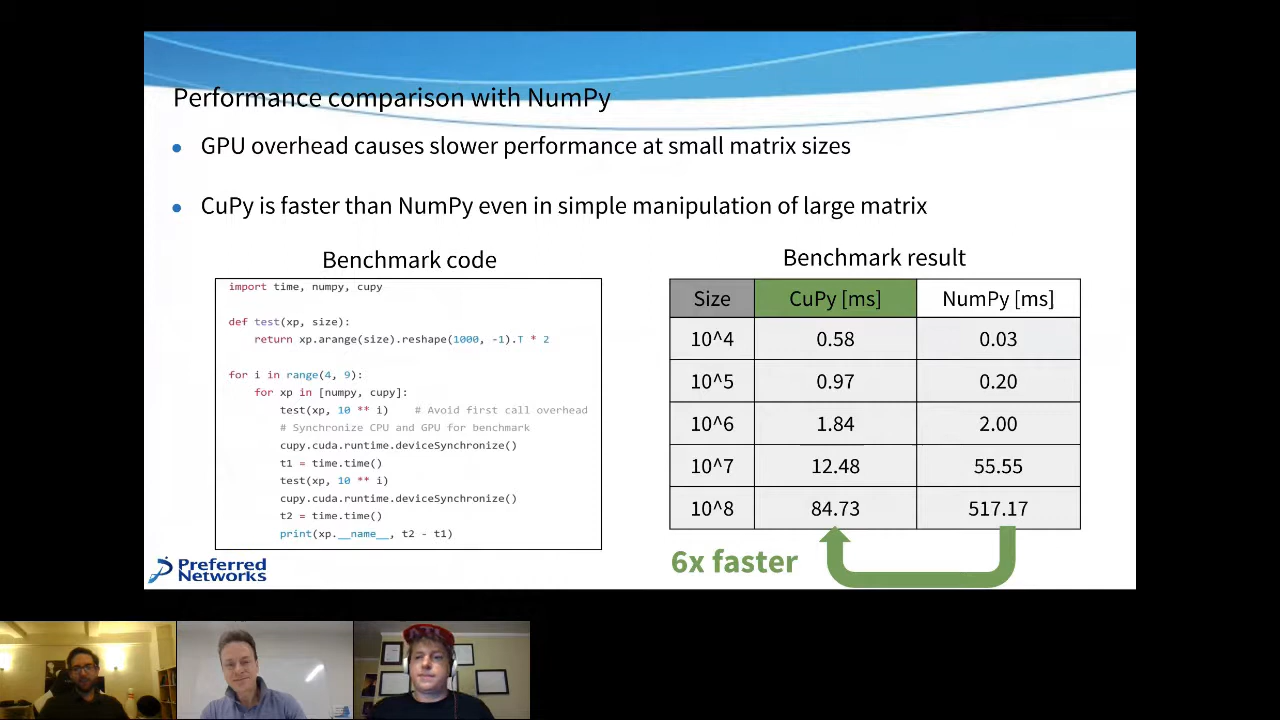 Performance comparison with NumPy
• GPU overhead causes slower performance at small matrix sizes
• CuPy is faster than NumPy even in simple manipulation of large matrix
Benchmark code
import time, numpy, cupy
def test(xp, size):
    return xp.arange(size).reshape(1000, -1).T * 2
for i in range(4, 9):
    for xp in [numpy, cupy]:
        test(xp, 10 ** i)    # Avoid first call overhead
        # Synchronize CPU and GPU for benchmark
        cupy.cuda.runtime.deviceSynchronize()
        t1 = time.time()
        test(xp, 10 ** i)
        cupy.cuda.runtime.deviceSynchronize()
        t2 = time.time()
        print(xp.__name__, t2 - t1)
Benchmark result
Size CuPy [ms] NumPy [ms]
10^4 0.58 0.03
10^5 0.97 0.20
10^6 1.84 2.00
10^7 12.48 55.55
10^8 84.73 517.17
6x faster
Preferred
Networks